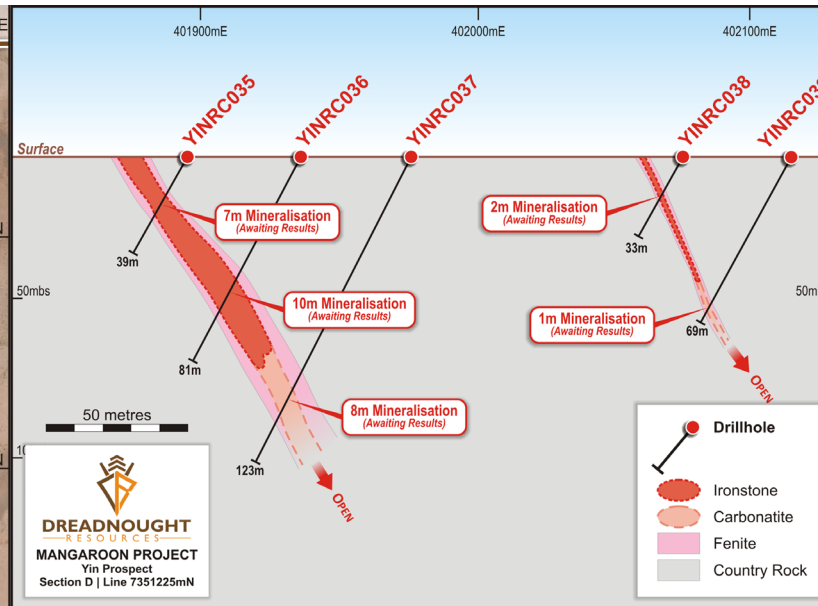 401900mE
402000mE
402100mE
YINRC035
YINRC036
YINRC037
YINRC038
Surface
7m Mineralisation
(Awaiting Results)
2m Mineralisation
(Awaiting Results)
39m
33m
50mbs
50m
10m Mineralisation
(Awaiting Results)
1m Mineralisation
(Awaiting Results)
69m
81m
OPEN
8m Mineralisation
(Awaiting Results)
50 metres
123m
OPEN
Drillhole
Ironstone
Carbonatite
Fenite
Country Rock
DREADNOUGHT
RESOURCES
MANGAROON PROJECT
Yin Prospect
Section D | Line 7351225mN